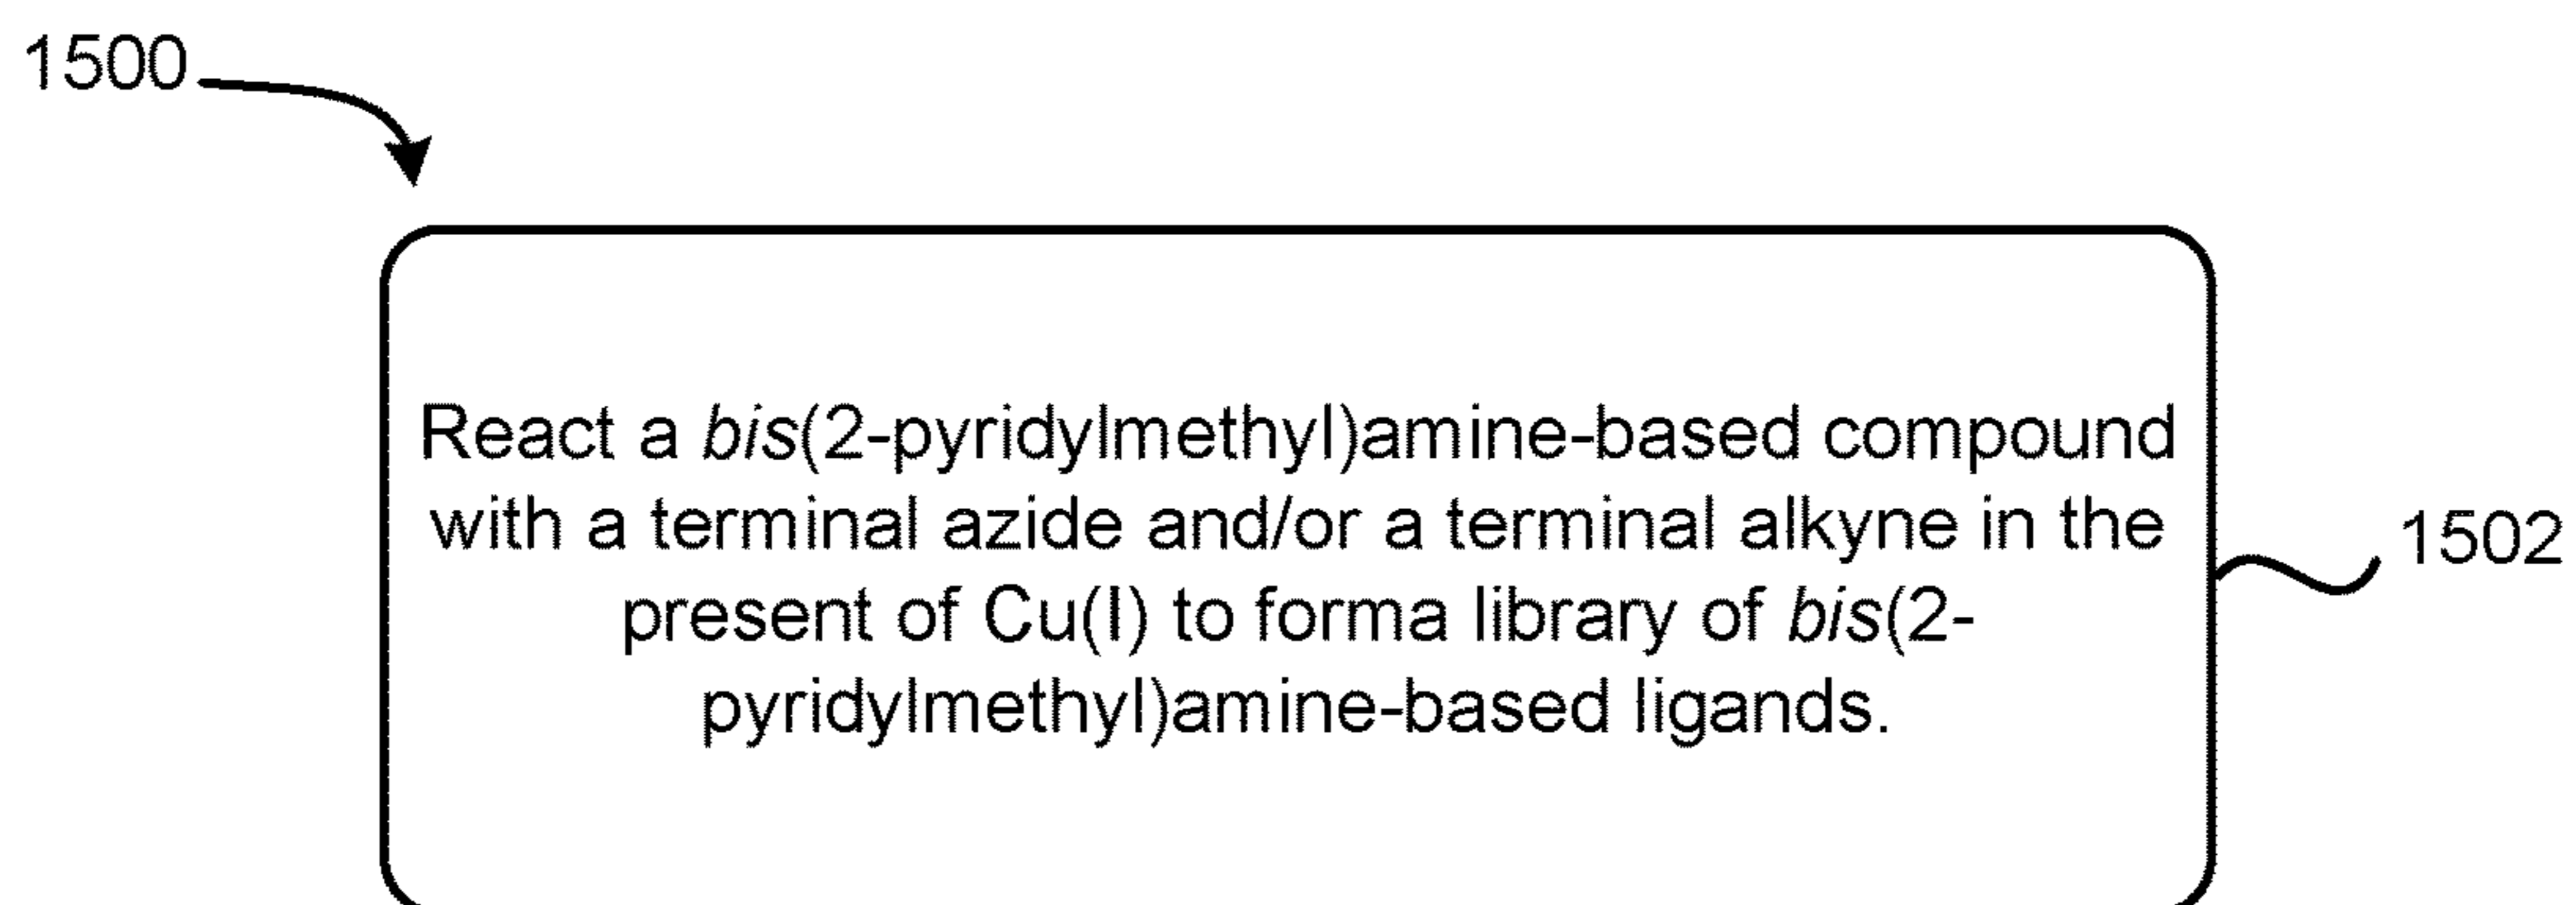 1500
React a bis(2-pyridylmethyl)amine-based compound
with a terminal azide and/or a terminal alkyne in the
present of Cu(I) to forma library of bis(2-
pyridylmethyl)amine-based ligands.
1502